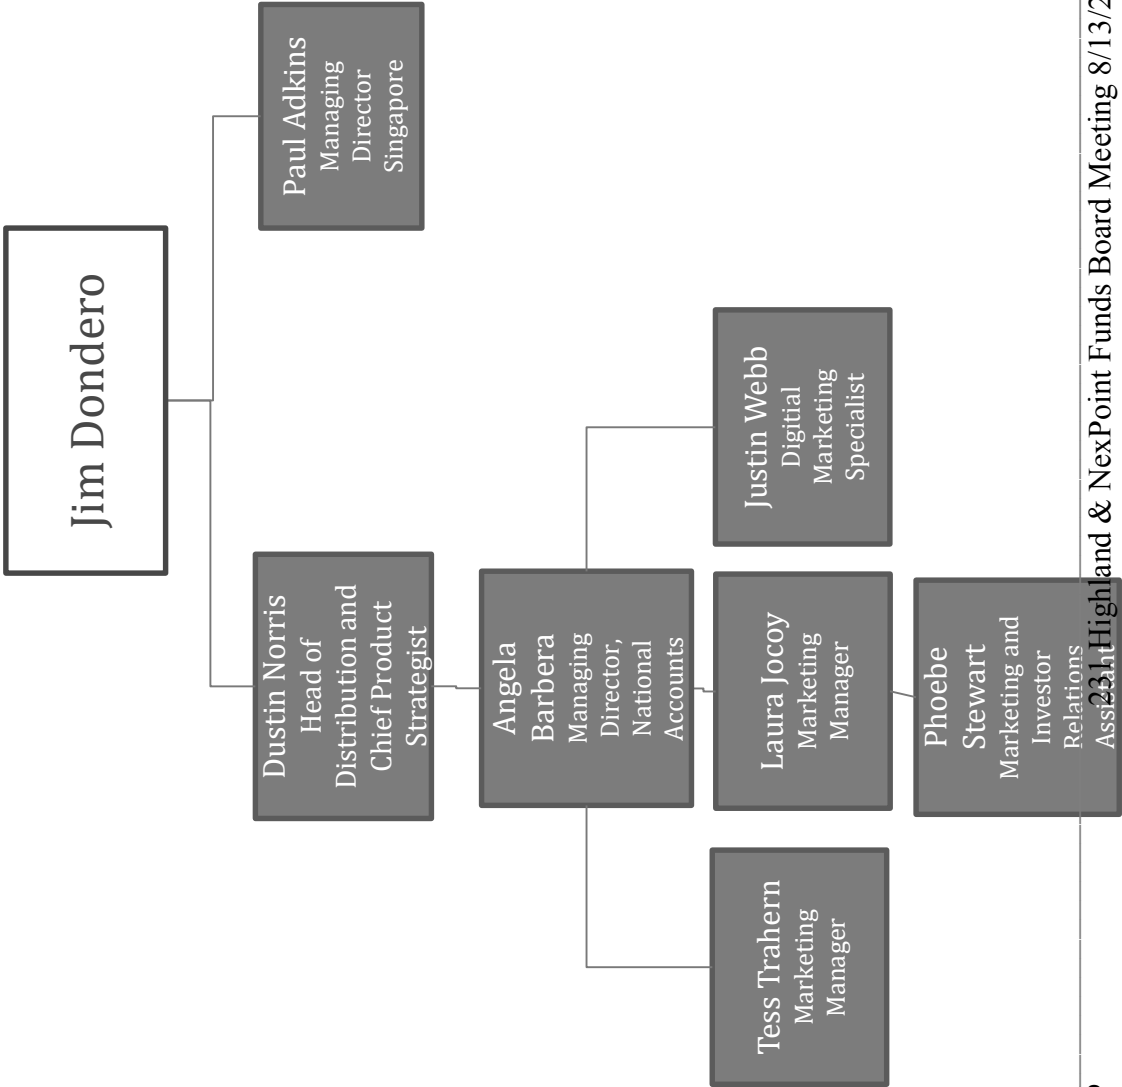 Jim Dondero
Dustin Norris
Head of
Distribution and
Chief Product
Strategist
Paul Adkins
Managing
Director
Singapore
Angela
Barbera
Managing
Director,
National
Accounts
Tess Trahern
Marketing
Manager
Laura Jocoy
Marketing
Manager
Justin Webb
Digitial
Marketing
Specialist
Phoebe
Stewart
Marketing and
Investor
Relations
231 Highland & NexPoint Funds Board Meeting 8/13/2